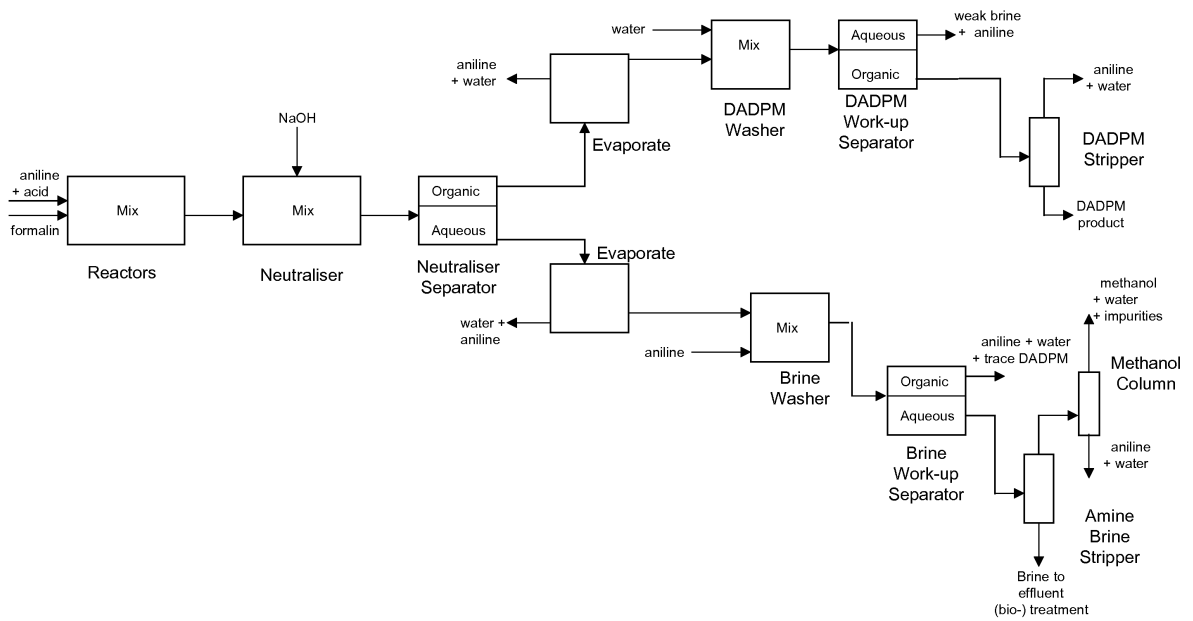 water
Mix
Aqueous
Organic
weak brine
+ aniline
DADPM
Washer
DADPM
Work-up
Separator
aniline
+ water
Evaporate
aniline
+ water
DADPM
Stripper
DADPM
product
NaOH
aniline
+ acid
formalin
Mix
Reactors
Mix
Neutraliser
Organic
Aqueous
Neutraliser
Separator
Evaporate
water +
aniline
aniline
Mix
Brine
Washer
aniline + water
+ trace DADPM
Organic
Aqueous
Brine
Work-up
Separator
methanol
+ water
+ impurities
Methanol
Column
aniline
+ water
Amine
Brine
Stripper
Brine to
effluent
(bio-) treatment